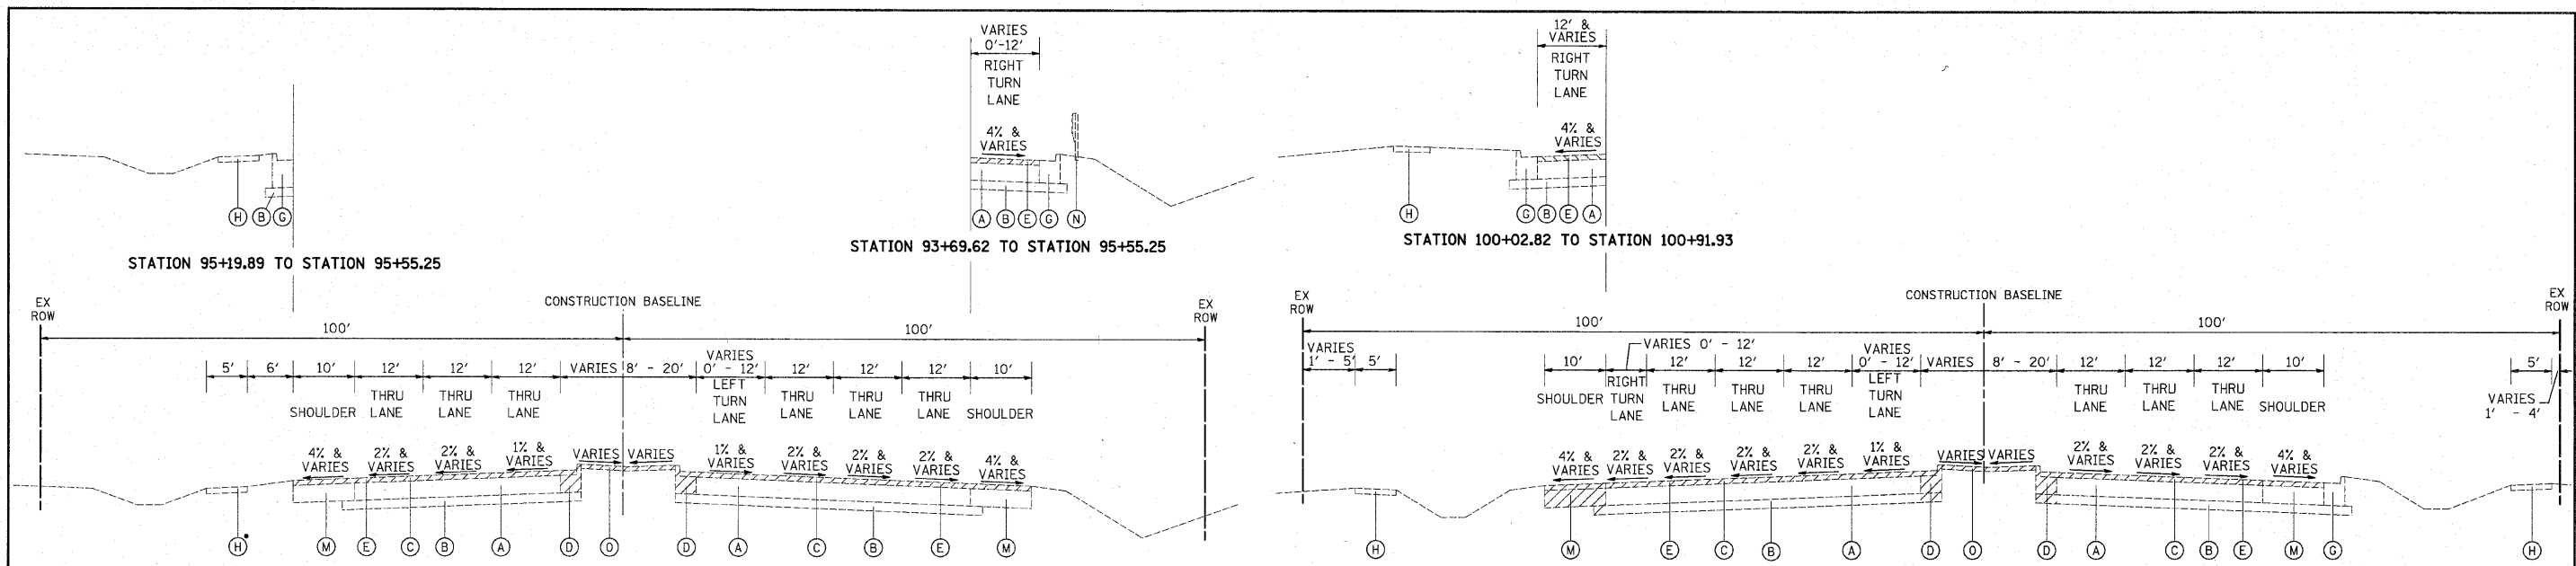 VARIES
0'-12'
RIGHT
TURN
LANE
4% &
VARIES
12' &
VARIES
RIGHT
TURN
LANE
4% &
VARIES
H B G
A B E G N
H
G B E A
STATION 95+19.89 TO STATION 95+55.25
STATION 93+69.62 TO STATION 95+55.25
STATION 100+02.82 TO STATION 100+91.93
EX
ROW
CONSTRUCTION BASELINE
EX
ROW
100'
100'
5' 6' 10' 12' 12' 12' VARIES 8' - 20' VARIES 0' - 12' 12' 12' 12' 10'
SHOULDER
THRU
LANE
THRU
LANE
THRU
LANE
LEFT
TURN
LANE
THRU
LANE
THRU
LANE
THRU
LANE
SHOULDER
4% &
VARIES
2% &
VARIES
2% &
VARIES
1% &
VARIES
VARIES
VARIES
1% &
VARIES
2% &
VARIES
2% &
VARIES
2% &
VARIES
4% &
VARIES
H M E C B A D O D A C B E M
EX
ROW
CONSTRUCTION BASELINE
EX
ROW
100'
100'
VARIES
1' - 5'
5'
10'
VARIES 0' - 12'
12' 12' 12'
VARIES
0' - 12'
VARIES
8' - 20'
12' 12' 12' 10'
5'
VARIES
1' - 4'
SHOULDER
RIGHT
TURN
LANE
THRU
LANE
THRU
LANE
THRU
LANE
LEFT
TURN
LANE
THRU
LANE
THRU
LANE
THRU
LANE
SHOULDER
4% &
VARIES
2% &
VARIES
2% &
VARIES
2% &
VARIES
2% &
VARIES
1% &
VARIES
VARIES
VARIES
2% &
VARIES
2% &
VARIES
2% &
VARIES
4% &
VARIES
H M E C B A D O D A C B E M G H